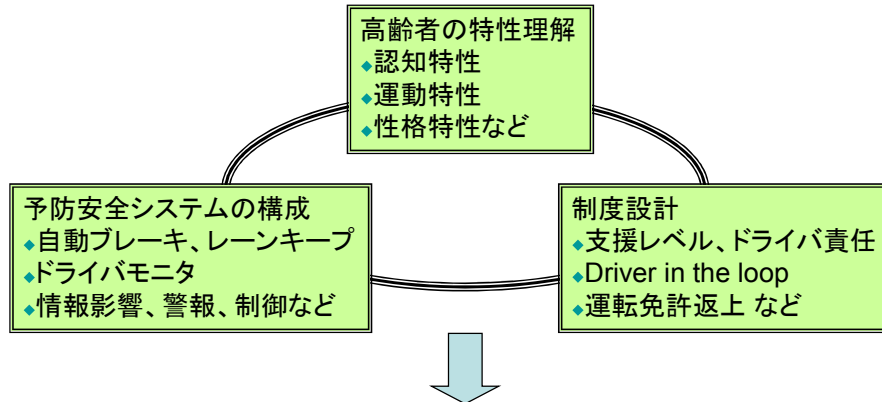 高齢者の特性理解
◆認知特性
◆運動特性
◆性格特性など
予防安全システムの構成
◆自動ブレーキ、レーンキープ
◆ドライバモニタ
◆情報影響、警報、制御など
制度設計
◆支援レベル、ドライバ責任
◆Driver in the loop
◆運転免許返上 など